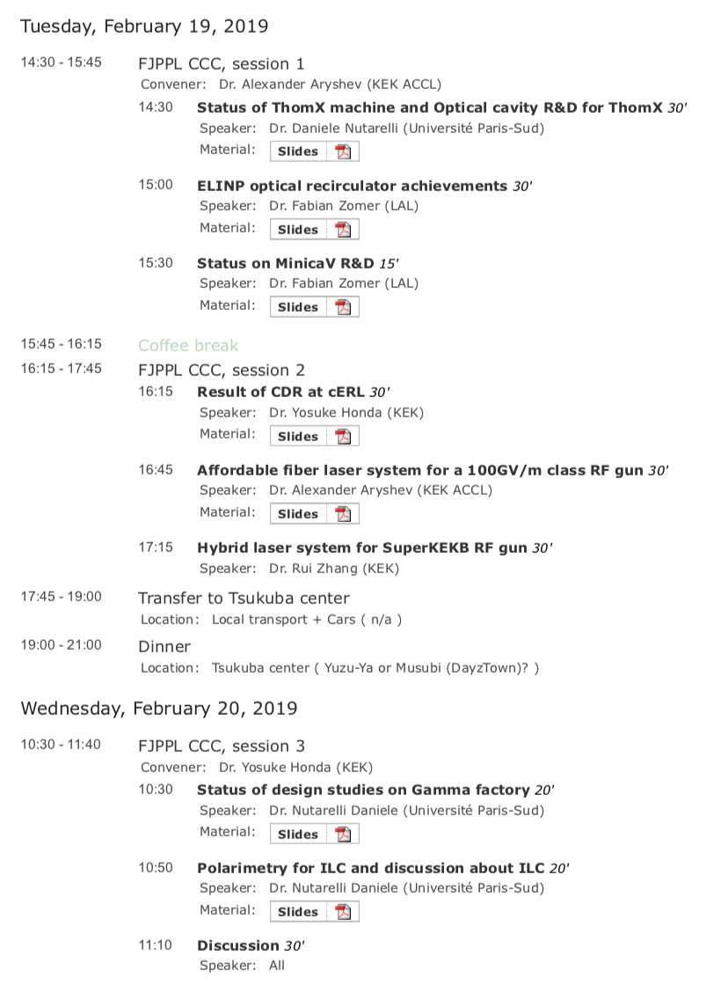 Tuesday, February 19, 2019
14:30 - 15:45 FJPPL CCC, session 1
Convener: Dr. Alexander Aryshev (KEK ACCL)
14:30 Status of ThomX machine and Optical cavity R&D for ThomX 30'
Speaker: Dr. Daniele Nutarelli (Université Paris-Sud)
Material: Slides
15:00 ELINP optical recirculator achievements 30'
Speaker: Dr. Fabian Zomer (LAL)
Material: Slides
15:30 Status on MinicaV R&D 15'
Speaker: Dr. Fabian Zomer (LAL)
Material: Slides
15:45 - 16:15 Coffee break
16:15 - 17:45 FJPPL CCC, session 2
16:15 Result of CDR at cERL 30'
Speaker: Dr. Yosuke Honda (KEK)
Material: Slides
16:45 Affordable fiber laser system for a 100GV/m class RF gun 30'
Speaker: Dr. Alexander Aryshev (KEK ACCL)
Material: Slides
17:15 Hybrid laser system for SuperKEKB RF gun 30'
Speaker: Dr. Rui Zhang (KEK)
17:45 - 19:00 Transfer to Tsukuba center
Location: Local transport + Cars ( n/a )
19:00 - 21:00 Dinner
Location: Tsukuba center ( Yuzu-Ya or Musubi (DayzTown)? )
Wednesday, February 20, 2019
10:30 - 11:40 FJPPL CCC, session 3
Convener: Dr. Yosuke Honda (KEK)
10:30 Status of design studies on Gamma factory 20'
Speaker: Dr. Nutarelli Daniele (Université Paris-Sud)
Material: Slides
10:50 Polarimetry for ILC and discussion about ILC 20'
Speaker: Dr. Nutarelli Daniele (Université Paris-Sud)
Material: Slides
11:10 Discussion 30'
Speaker: All